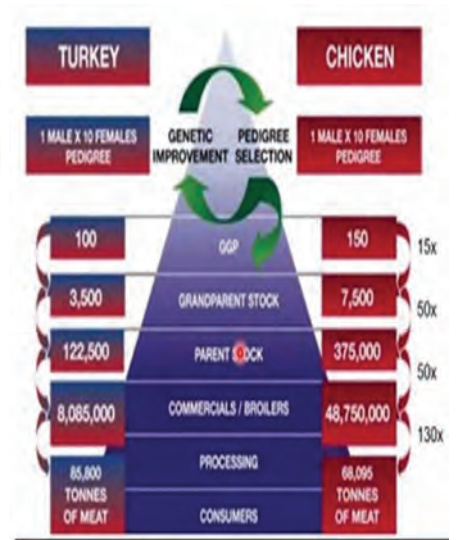 TURKEY
CHICKEN
1 MALE X 10 FEMALES
PEDIGREE
GENETIC
IMPROVEMENT
PEDIGREE
SELECTION
1 MALE X 10 FEMALES
PEDIGREE
100
GGP
150
15x
3,500
GRANDPARENT STOCK
7,500
50x
122,500
PARENT STOCK
375,000
50x
8,085,000
COMMERCIALS / BROILERS
48,750,000
130x
85,800
TONNES
OF MEAT
PROCESSING
CONSUMERS
68,095
TONNES
OF MEAT